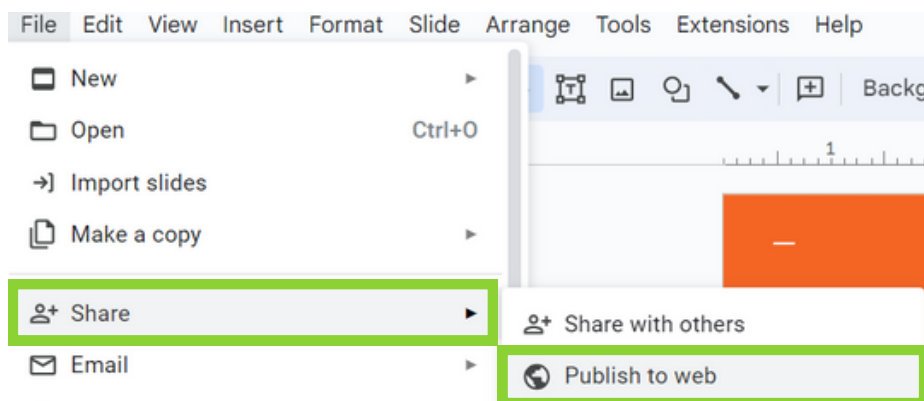 File Edit View Insert Format Slide Arrange Tools Extensions Help
New
Open Ctrl+O
Import slides
Make a copy
Share
Email
Share with others
Publish to web
Backg
1